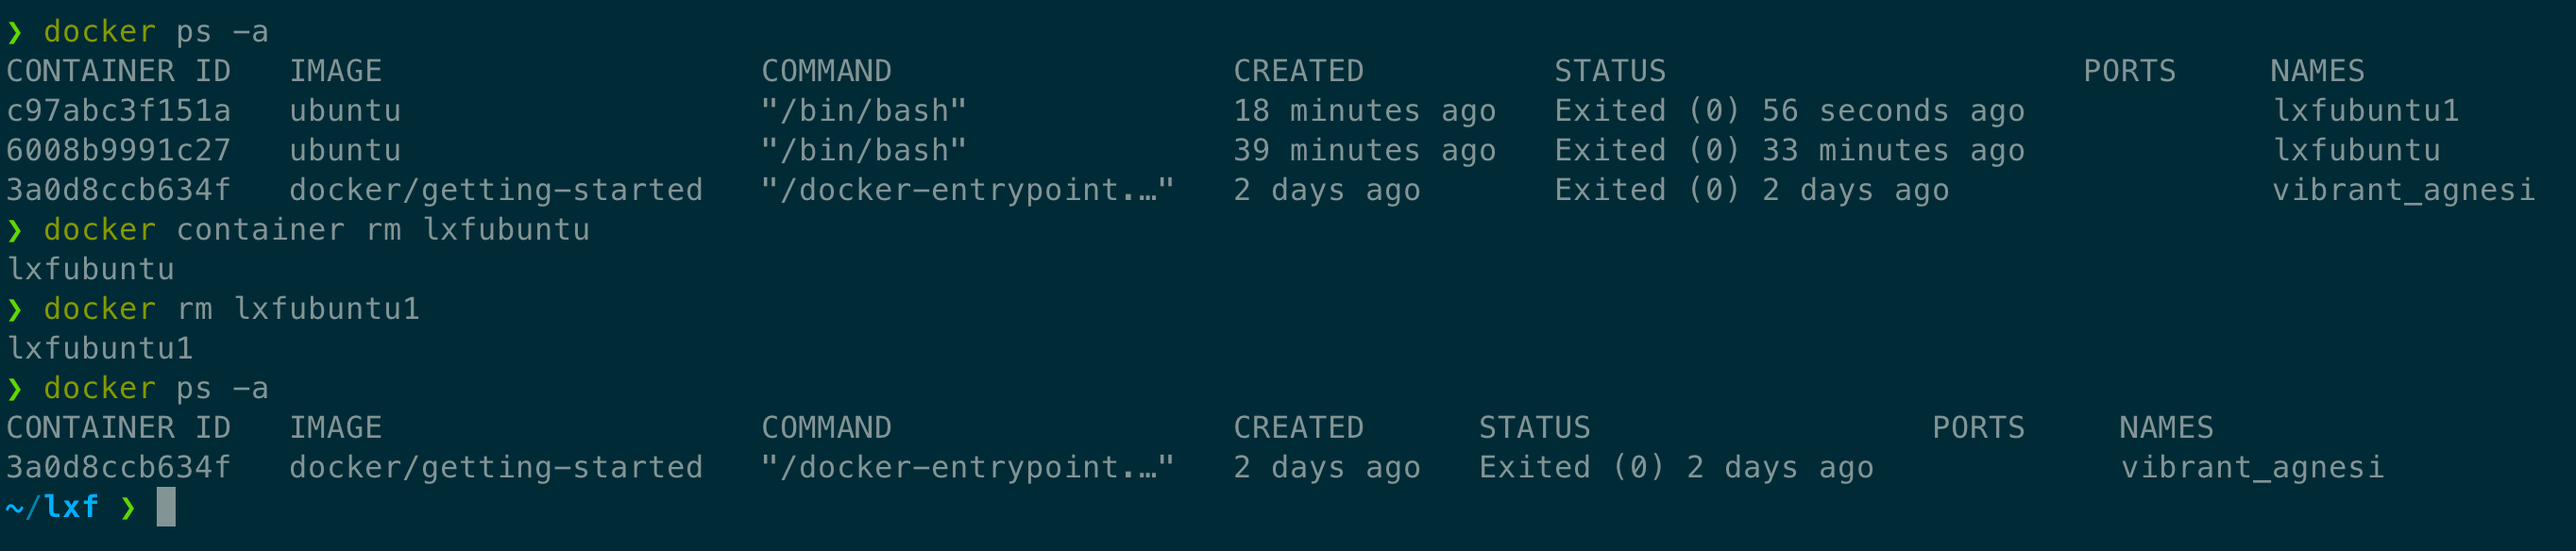 ❯ docker ps -a
CONTAINER ID   IMAGE                    COMMAND                  CREATED          STATUS                      PORTS     NAMES
c97abc3f151a   ubuntu                   "/bin/bash"              18 minutes ago   Exited (0) 56 seconds ago             lxfubuntu1
6008b9991c27   ubuntu                   "/bin/bash"              39 minutes ago   Exited (0) 33 minutes ago             lxfubuntu
3a0d8ccb634f   docker/getting-started   "/docker-entrypoint.…"   2 days ago       Exited (0) 2 days ago                 vibrant_agnesi
❯ docker container rm lxfubuntu
lxfubuntu
❯ docker rm lxfubuntu1
lxfubuntu1
❯ docker ps -a
CONTAINER ID   IMAGE                    COMMAND                  CREATED      STATUS                  PORTS     NAMES
3a0d8ccb634f   docker/getting-started   "/docker-entrypoint.…"   2 days ago   Exited (0) 2 days ago             vibrant_agnesi
~/lxf ❯